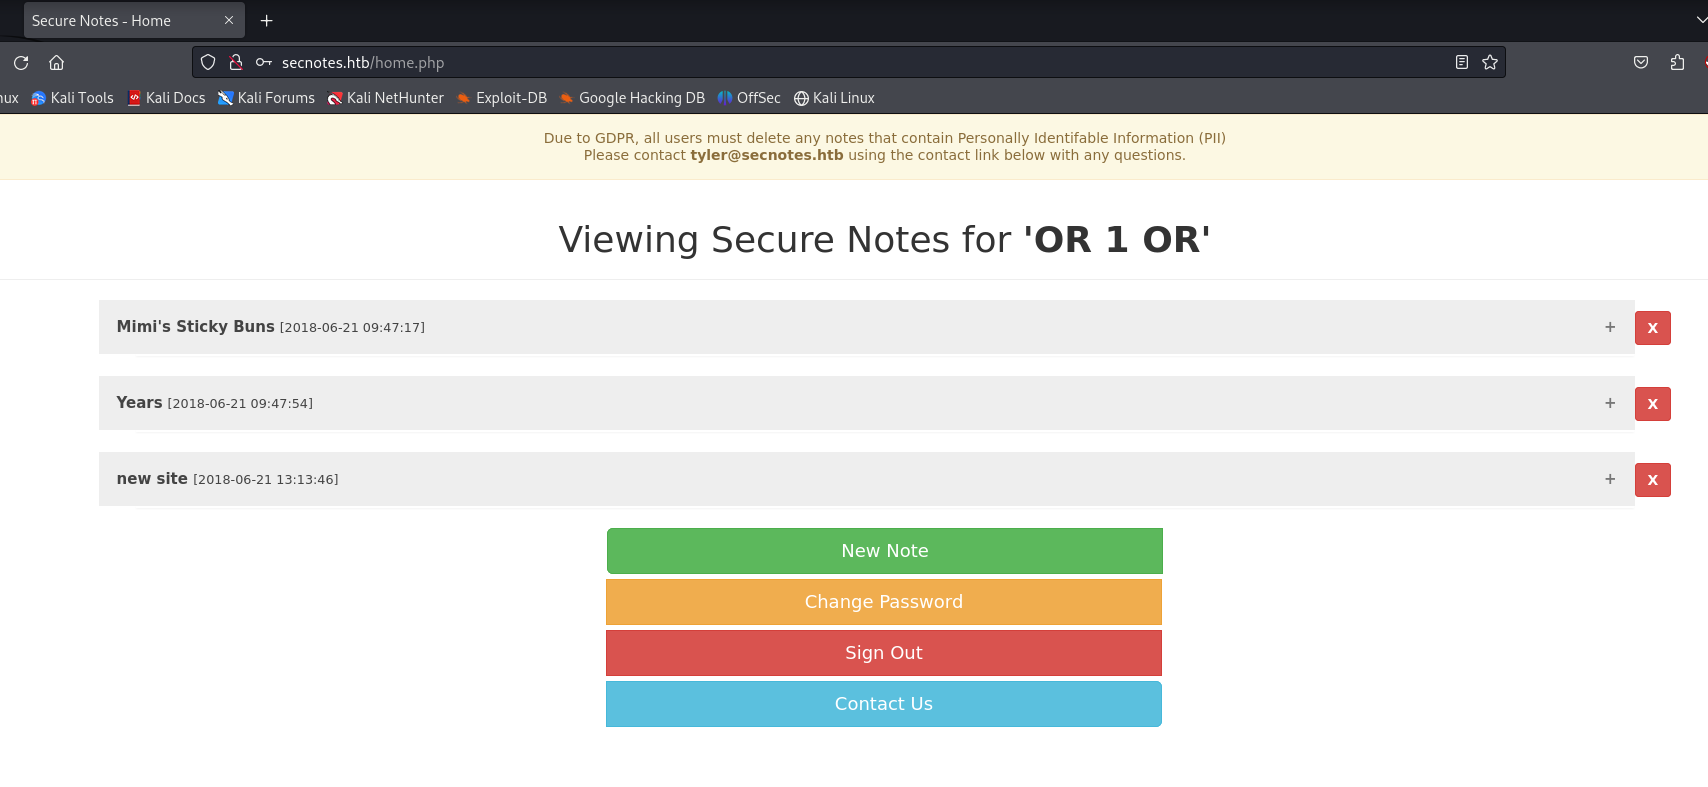 Secure Notes - Home
secnotes.htb/home.php
nux Kali Tools Kali Docs Kali Forums Kali NetHunter Exploit-DB Google Hacking DB OffSec Kali Linux
Due to GDPR, all users must delete any notes that contain Personally Identifable Information (PII)
Please contact tyler@secnotes.htb using the contact link below with any questions.
Viewing Secure Notes for 'OR 1 OR'
Mimi's Sticky Buns [2018-06-21 09:47:17] + X
Years [2018-06-21 09:47:54] + X
new site [2018-06-21 13:13:46] + X
New Note
Change Password
Sign Out
Contact Us